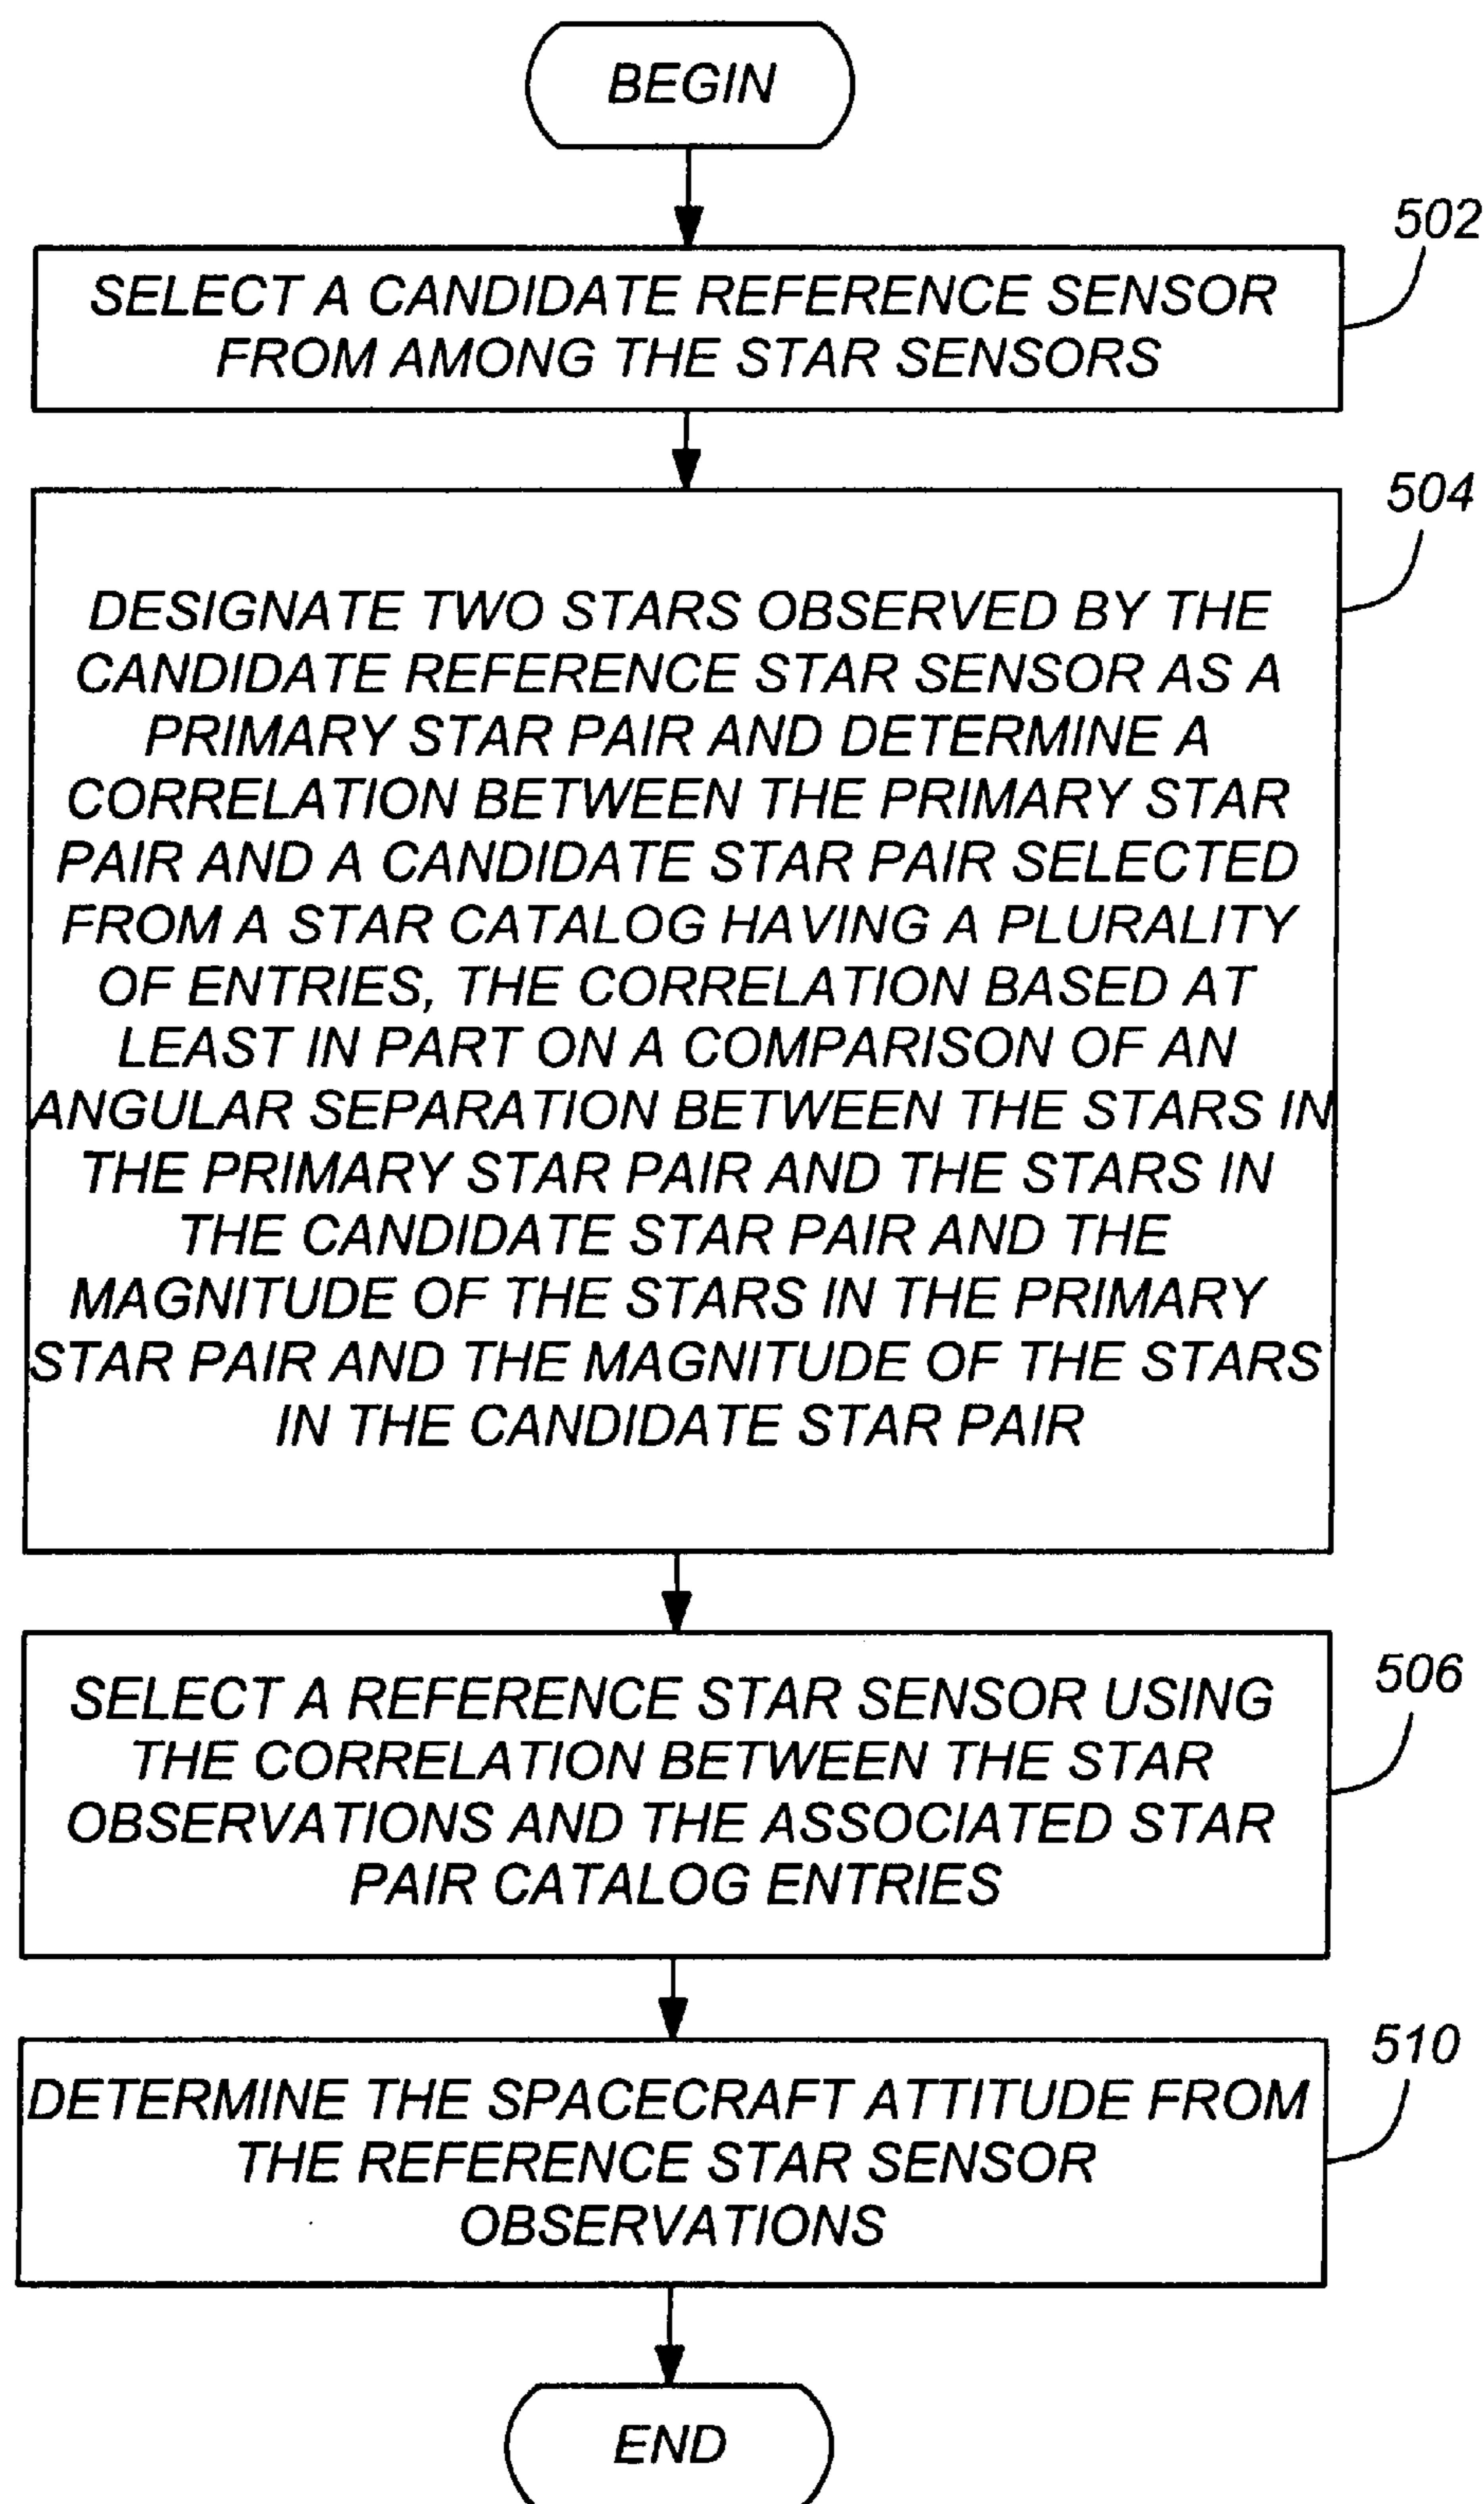 BEGIN
502
SELECT A CANDIDATE REFERENCE SENSOR
FROM AMONG THE STAR SENSORS
504
DESIGNATE TWO STARS OBSERVED BY THE
CANDIDATE REFERENCE STAR SENSOR AS A
PRIMARY STAR PAIR AND DETERMINE A
CORRELATION BETWEEN THE PRIMARY STAR
PAIR AND A CANDIDATE STAR PAIR SELECTED
FROM A STAR CATALOG HAVING A PLURALITY
OF ENTRIES, THE CORRELATION BASED AT
LEAST IN PART ON A COMPARISON OF AN
ANGULAR SEPARATION BETWEEN THE STARS IN
THE PRIMARY STAR PAIR AND THE STARS IN
THE CANDIDATE STAR PAIR AND THE
MAGNITUDE OF THE STARS IN THE PRIMARY
STAR PAIR AND THE MAGNITUDE OF THE STARS
IN THE CANDIDATE STAR PAIR
506
SELECT A REFERENCE STAR SENSOR USING
THE CORRELATION BETWEEN THE STAR
OBSERVATIONS AND THE ASSOCIATED STAR
PAIR CATALOG ENTRIES
510
DETERMINE THE SPACECRAFT ATTITUDE FROM
THE REFERENCE STAR SENSOR
OBSERVATIONS
END